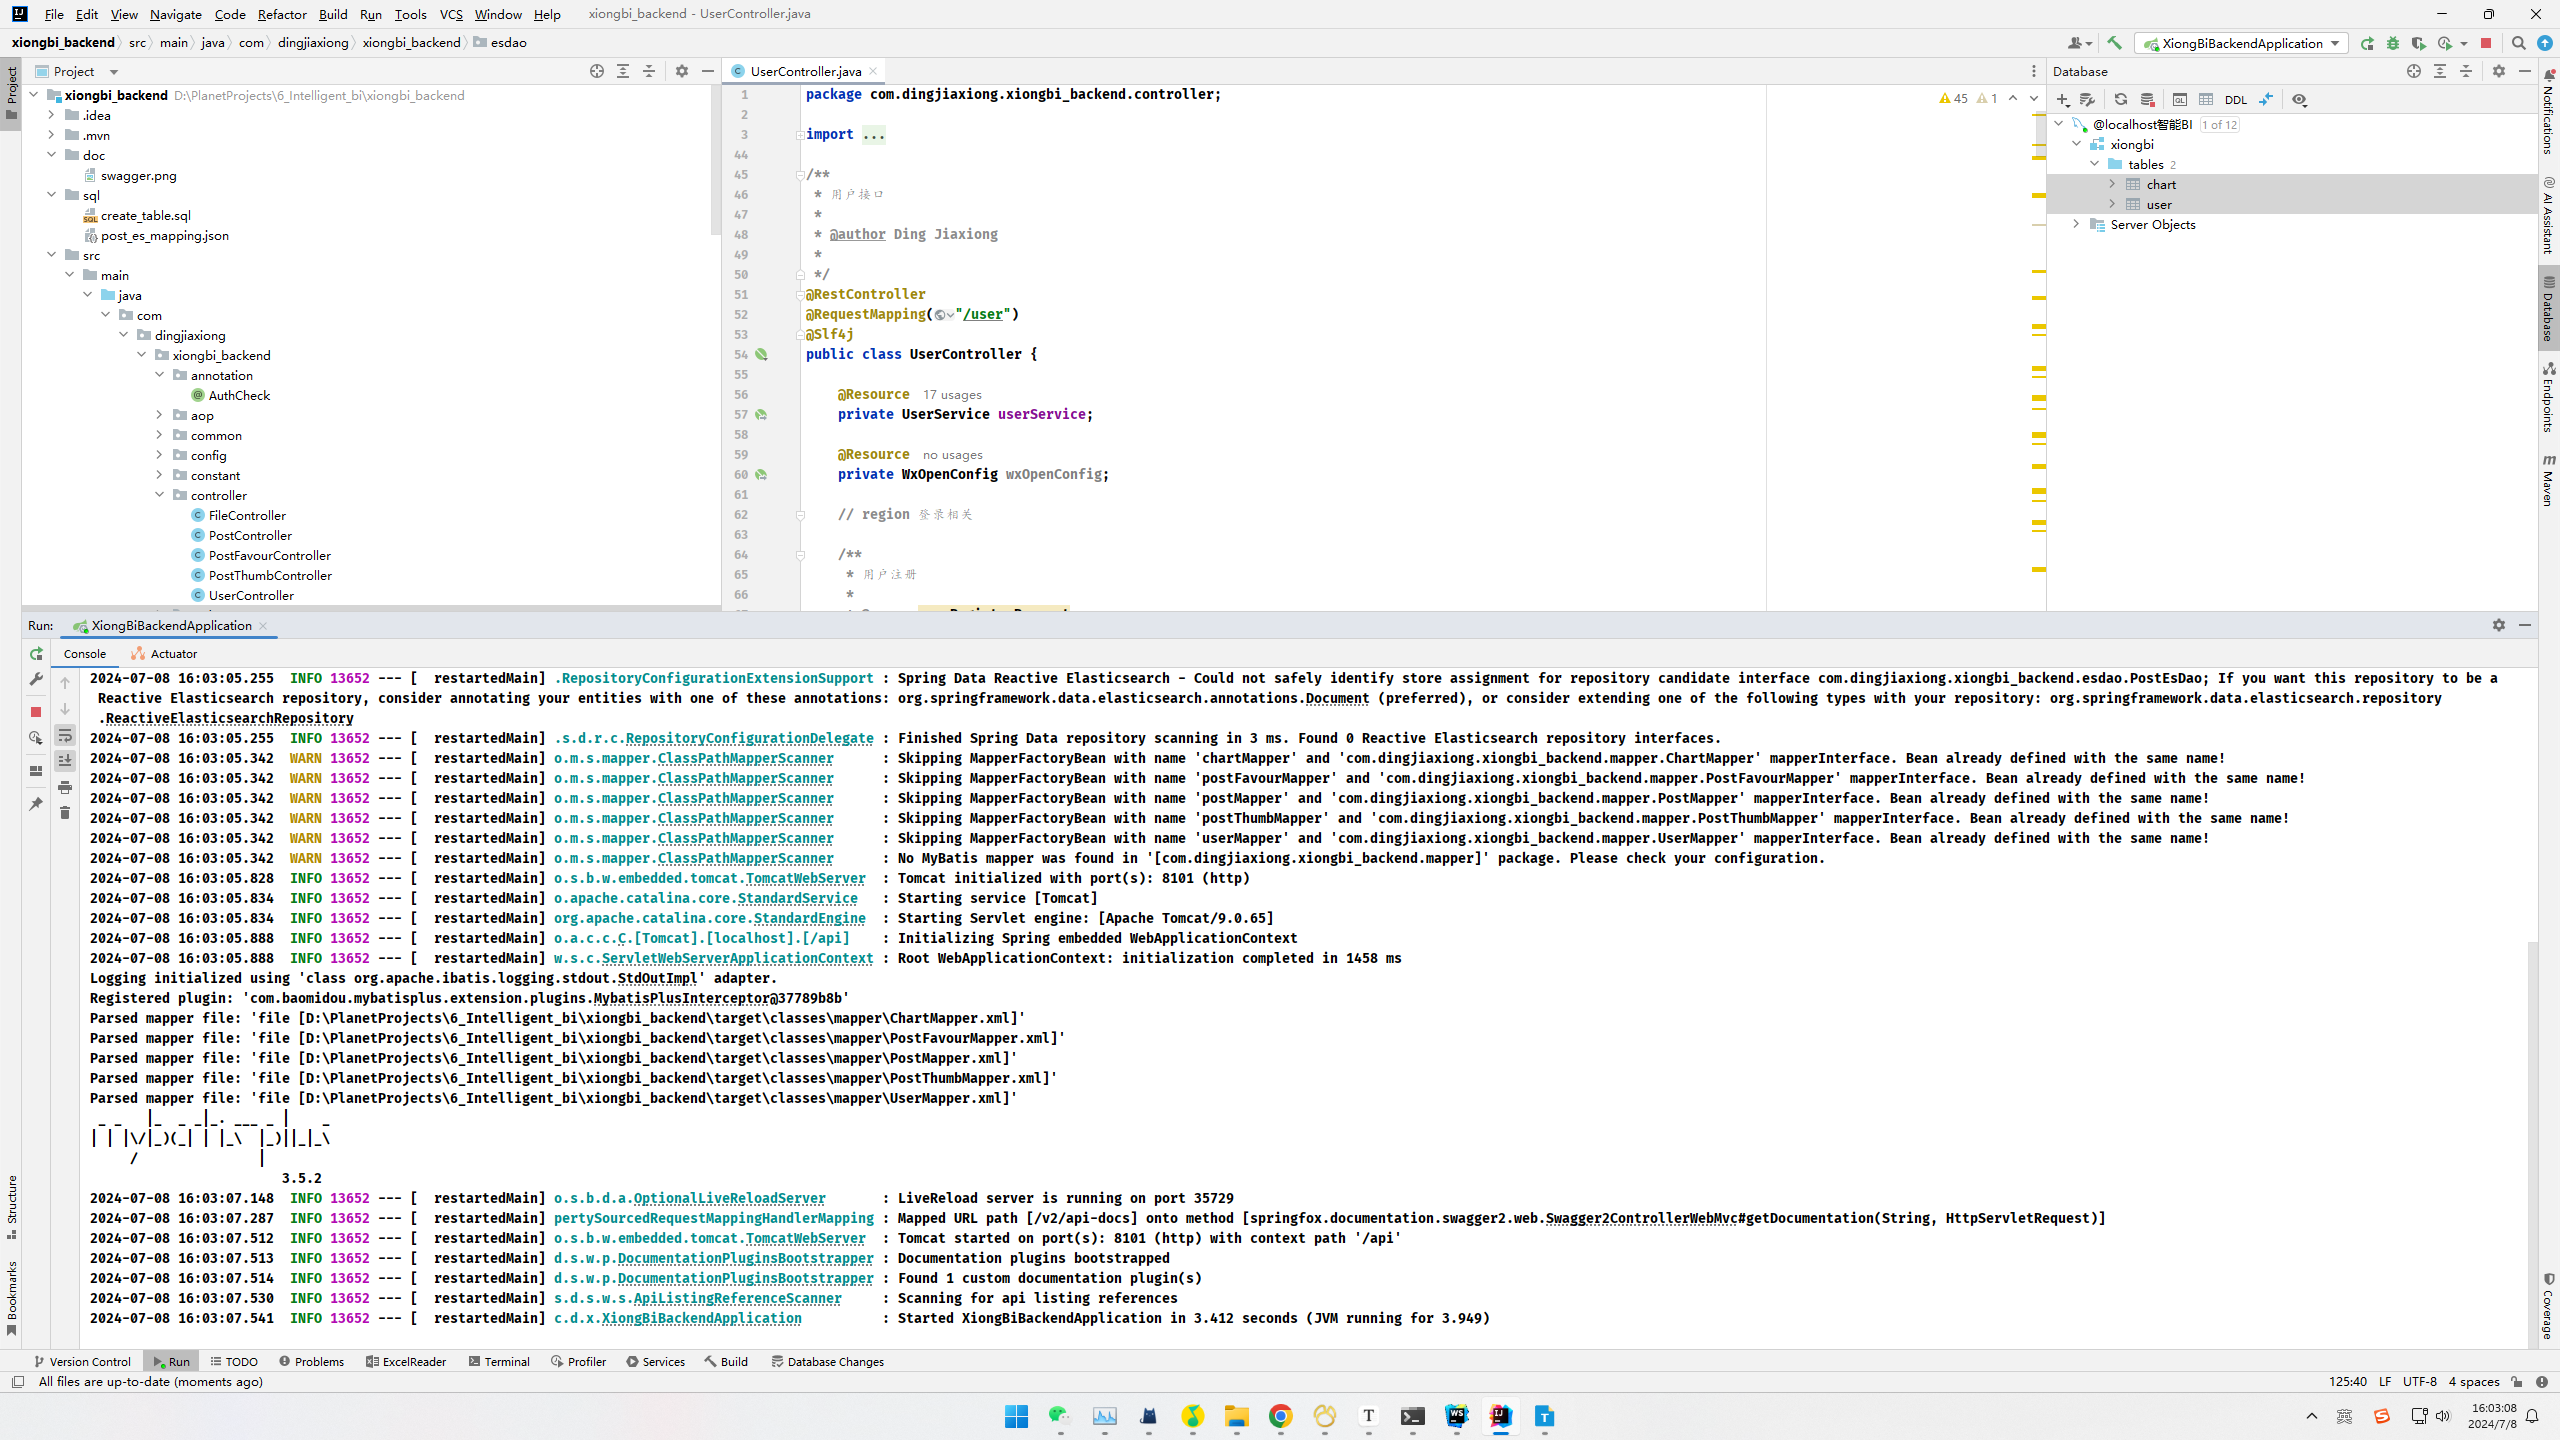 File Edit View Navigate Code Refactor Build Run Tools VCS Window Help xiongbi_backend - UserController.java
xiongbi_backend src main java com dingjiaxiong xiongbi_backend esdao
XiongBiBackendApplication
Project
Project
xiongbi_backend D:\PlanetProjects\6_Intelligent_bi\xiongbi_backend
.idea
.mvn
doc
swagger.png
sql
create_table.sql
post_es_mapping.json
src
main
java
com
dingjiaxiong
xiongbi_backend
annotation
AuthCheck
aop
common
config
constant
controller
FileController
PostController
PostFavourController
PostThumbController
UserController
UserController.java
45 1
1 package com.dingjiaxiong.xiongbi_backend.controller;
2
3 import ...
44
45 /**
46 * 用户接口
47 *
48 * @author Ding Jiaxiong
49 *
50 */
51 @RestController
52 @RequestMapping("/user")
53 @Slf4j
54 public class UserController {
55
56 @Resource 17 usages
57 private UserService userService;
58
59 @Resource no usages
60 private WxOpenConfig wxOpenConfig;
61
62 // region 登录相关
63
64 /**
65 * 用户注册
66 *
Database
DDL
@localhost智能BI 1 of 12
xiongbi
tables 2
chart
user
Server Objects
Notifications
AI Assistant
Database
Endpoints
Maven
Run: XiongBiBackendApplication
Console Actuator
2024-07-08 16:03:05.255 INFO 13652 --- [ restartedMain] .RepositoryConfigurationExtensionSupport : Spring Data Reactive Elasticsearch - Could not safely identify store assignment for repository candidate interface com.dingjiaxiong.xiongbi_backend.esdao.PostEsDao; If you want this repository to be a
Reactive Elasticsearch repository, consider annotating your entities with one of these annotations: org.springframework.data.elasticsearch.annotations.Document (preferred), or consider extending one of the following types with your repository: org.springframework.data.elasticsearch.repository
.ReactiveElasticsearchRepository
2024-07-08 16:03:05.255 INFO 13652 --- [ restartedMain] .s.d.r.c.RepositoryConfigurationDelegate : Finished Spring Data repository scanning in 3 ms. Found 0 Reactive Elasticsearch repository interfaces.
2024-07-08 16:03:05.342 WARN 13652 --- [ restartedMain] o.m.s.mapper.ClassPathMapperScanner : Skipping MapperFactoryBean with name 'chartMapper' and 'com.dingjiaxiong.xiongbi_backend.mapper.ChartMapper' mapperInterface. Bean already defined with the same name!
2024-07-08 16:03:05.342 WARN 13652 --- [ restartedMain] o.m.s.mapper.ClassPathMapperScanner : Skipping MapperFactoryBean with name 'postFavourMapper' and 'com.dingjiaxiong.xiongbi_backend.mapper.PostFavourMapper' mapperInterface. Bean already defined with the same name!
2024-07-08 16:03:05.342 WARN 13652 --- [ restartedMain] o.m.s.mapper.ClassPathMapperScanner : Skipping MapperFactoryBean with name 'postMapper' and 'com.dingjiaxiong.xiongbi_backend.mapper.PostMapper' mapperInterface. Bean already defined with the same name!
2024-07-08 16:03:05.342 WARN 13652 --- [ restartedMain] o.m.s.mapper.ClassPathMapperScanner : Skipping MapperFactoryBean with name 'postThumbMapper' and 'com.dingjiaxiong.xiongbi_backend.mapper.PostThumbMapper' mapperInterface. Bean already defined with the same name!
2024-07-08 16:03:05.342 WARN 13652 --- [ restartedMain] o.m.s.mapper.ClassPathMapperScanner : Skipping MapperFactoryBean with name 'userMapper' and 'com.dingjiaxiong.xiongbi_backend.mapper.UserMapper' mapperInterface. Bean already defined with the same name!
2024-07-08 16:03:05.342 WARN 13652 --- [ restartedMain] o.m.s.mapper.ClassPathMapperScanner : No MyBatis mapper was found in '[com.dingjiaxiong.xiongbi_backend.mapper]' package. Please check your configuration.
2024-07-08 16:03:05.828 INFO 13652 --- [ restartedMain] o.s.b.w.embedded.tomcat.TomcatWebServer : Tomcat initialized with port(s): 8101 (http)
2024-07-08 16:03:05.834 INFO 13652 --- [ restartedMain] o.apache.catalina.core.StandardService : Starting service [Tomcat]
2024-07-08 16:03:05.834 INFO 13652 --- [ restartedMain] org.apache.catalina.core.StandardEngine : Starting Servlet engine: [Apache Tomcat/9.0.65]
2024-07-08 16:03:05.888 INFO 13652 --- [ restartedMain] o.a.c.c.C.[Tomcat].[localhost].[/api] : Initializing Spring embedded WebApplicationContext
2024-07-08 16:03:05.888 INFO 13652 --- [ restartedMain] w.s.c.ServletWebServerApplicationContext : Root WebApplicationContext: initialization completed in 1458 ms
Logging initialized using 'class org.apache.ibatis.logging.stdout.StdOutImpl' adapter.
Registered plugin: 'com.baomidou.mybatisplus.extension.plugins.MybatisPlusInterceptor@37789b8b'
Parsed mapper file: 'file [D:\PlanetProjects\6_Intelligent_bi\xiongbi_backend\target\classes\mapper\ChartMapper.xml]'
Parsed mapper file: 'file [D:\PlanetProjects\6_Intelligent_bi\xiongbi_backend\target\classes\mapper\PostFavourMapper.xml]'
Parsed mapper file: 'file [D:\PlanetProjects\6_Intelligent_bi\xiongbi_backend\target\classes\mapper\PostMapper.xml]'
Parsed mapper file: 'file [D:\PlanetProjects\6_Intelligent_bi\xiongbi_backend\target\classes\mapper\PostThumbMapper.xml]'
Parsed mapper file: 'file [D:\PlanetProjects\6_Intelligent_bi\xiongbi_backend\target\classes\mapper\UserMapper.xml]'
 _ _   |_  _ _|_. ___ _ |    _
| | |\/|_)(_| | |_\  |_)||_|_\
     /               |
3.5.2
2024-07-08 16:03:07.148 INFO 13652 --- [ restartedMain] o.s.b.d.a.OptionalLiveReloadServer : LiveReload server is running on port 35729
2024-07-08 16:03:07.287 INFO 13652 --- [ restartedMain] pertySourcedRequestMappingHandlerMapping : Mapped URL path [/v2/api-docs] onto method [springfox.documentation.swagger2.web.Swagger2ControllerWebMvc#getDocumentation(String, HttpServletRequest)]
2024-07-08 16:03:07.512 INFO 13652 --- [ restartedMain] o.s.b.w.embedded.tomcat.TomcatWebServer : Tomcat started on port(s): 8101 (http) with context path '/api'
2024-07-08 16:03:07.513 INFO 13652 --- [ restartedMain] d.s.w.p.DocumentationPluginsBootstrapper : Documentation plugins bootstrapped
2024-07-08 16:03:07.514 INFO 13652 --- [ restartedMain] d.s.w.p.DocumentationPluginsBootstrapper : Found 1 custom documentation plugin(s)
2024-07-08 16:03:07.530 INFO 13652 --- [ restartedMain] s.d.s.w.s.ApiListingReferenceScanner : Scanning for api listing references
2024-07-08 16:03:07.541 INFO 13652 --- [ restartedMain] c.d.x.XiongBiBackendApplication : Started XiongBiBackendApplication in 3.412 seconds (JVM running for 3.949)
Structure
Bookmarks
Coverage
Version Control Run TODO Problems ExcelReader Terminal Profiler Services Build Database Changes
All files are up-to-date (moments ago) 125:40 LF UTF-8 4 spaces
英
16:03:08
2024/7/8